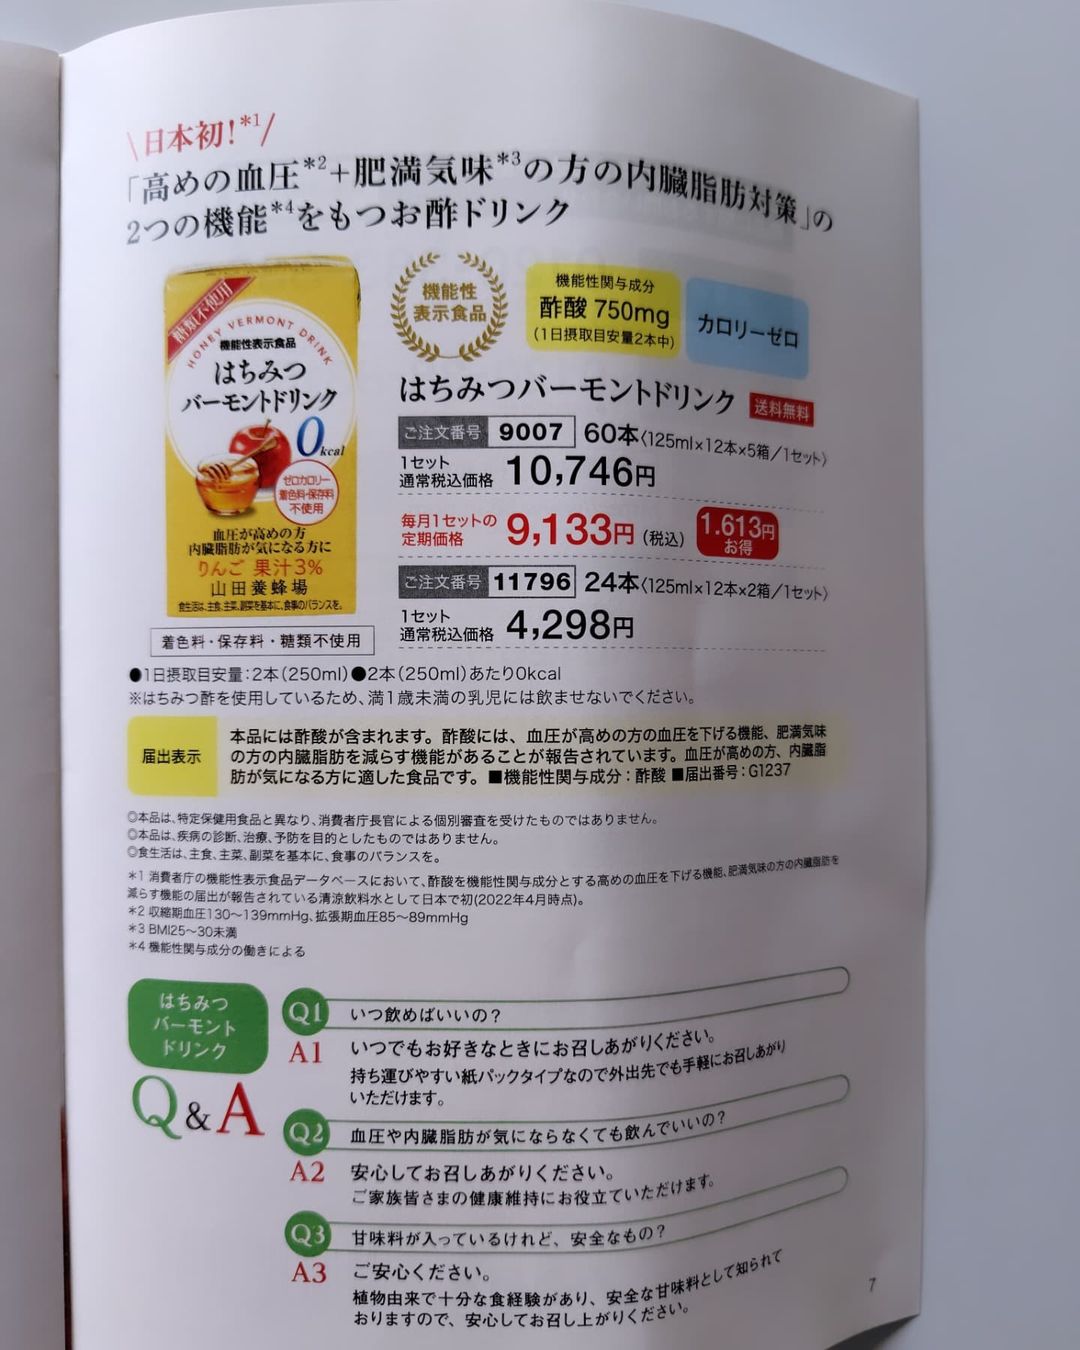 日本初!*1
「高めの血圧*2+肥満気味*3の方の内臓脂肪対策」の
2つの機能*4をもつお酢ドリンク
糖類不使用
HONEY VERMONT DRINK
機能性表示食品
はちみつ
バーモントドリンク
0kcal
ゼロカロリー
着色料・保存料
不使用
血圧が高めの方
内臓脂肪が気になる方に
りんご 果汁3%
山田養蜂場
食生活は、主食、主菜、副菜を基本に、食事のバランスを。
着色料・保存料・糖類不使用
機能性
表示食品
機能性関与成分
酢酸 750mg
(1日摂取目安量2本中)
カロリーゼロ
はちみつバーモントドリンク 送料無料
ご注文番号 9007 60本〈125ml×12本×5箱/1セット〉
1セット
通常税込価格 10,746円
毎月1セットの
定期価格 9,133円(税込)
1.613円
お得
ご注文番号 11796 24本〈125ml×12本×2箱/1セット〉
1セット
通常税込価格 4,298円
●1日摂取目安量:2本(250ml)●2本(250ml)あたり0kcal
※はちみつ酢を使用しているため、満1歳未満の乳児には飲ませないでください。
届出表示
本品には酢酸が含まれます。酢酸には、血圧が高めの方の血圧を下げる機能、肥満気味
の方の内臓脂肪を減らす機能があることが報告されています。血圧が高めの方、内臓脂
肪が気になる方に適した食品です。■機能性関与成分:酢酸 ■届出番号:G1237
◎本品は、特定保健用食品と異なり、消費者庁長官による個別審査を受けたものではありません。
◎本品は、疾病の診断、治療、予防を目的としたものではありません。
◎食生活は、主食、主菜、副菜を基本に、食事のバランスを。
*1 消費者庁の機能性表示食品データベースにおいて、酢酸を機能性関与成分とする高めの血圧を下げる機能、肥満気味の方の内臓脂肪を
減らす機能の届出が報告されている清涼飲料水として日本で初(2022年4月時点)。
*2 収縮期血圧130〜139mmHg、拡張期血圧85〜89mmHg
*3 BMI25〜30未満
*4 機能性関与成分の働きによる
はちみつ
バーモント
ドリンク
Q&A
Q1 いつ飲めばいいの?
A1 いつでもお好きなときにお召しあがりください。
持ち運びやすい紙パックタイプなので外出先でも手軽にお召しあがり
いただけます。
Q2 血圧や内臓脂肪が気にならなくても飲んでいいの?
A2 安心してお召しあがりください。
ご家族皆さまの健康維持にお役立ていただけます。
Q3 甘味料が入っているけれど、安全なもの?
A3 ご安心ください。
植物由来で十分な食経験があり、安全な甘味料として知られて
おりますので、安心してお召し上がりください。
7